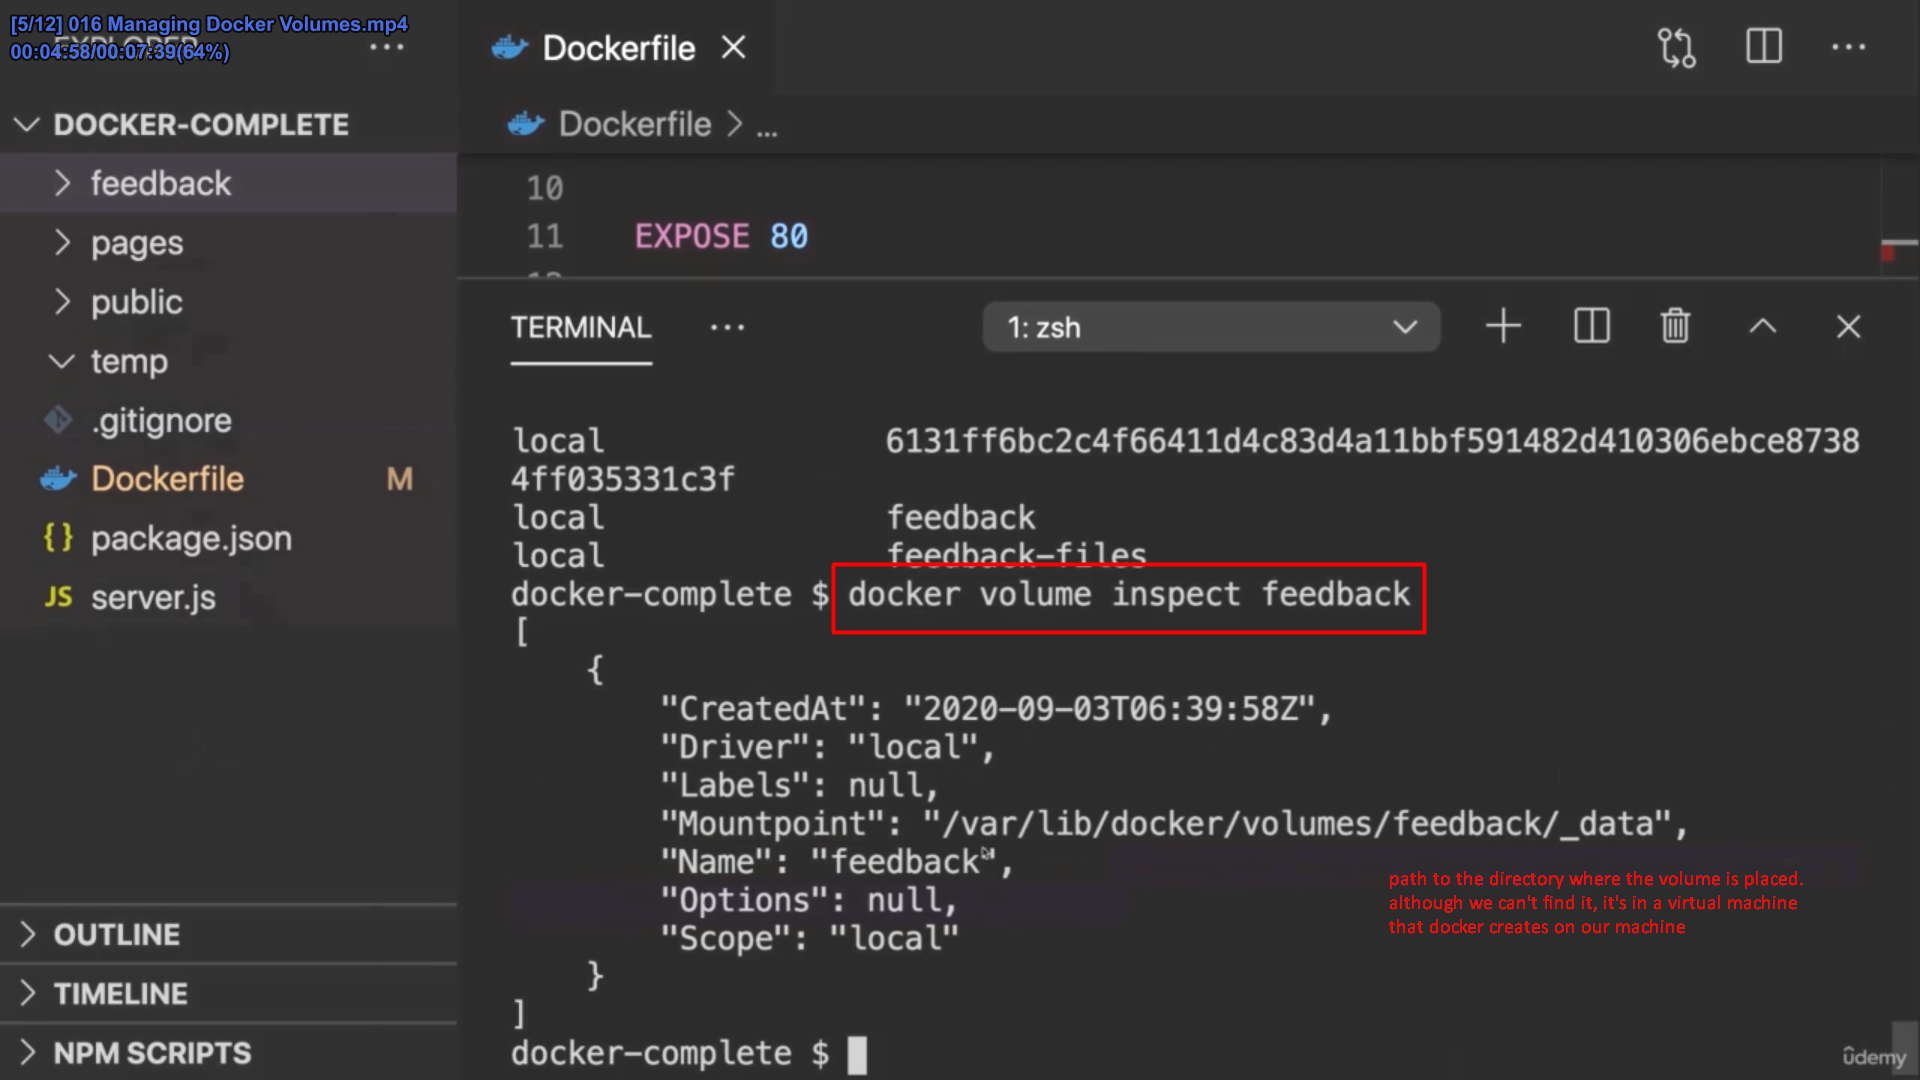 [5/12] 016 Managing Docker Volumes.mp4
00:04:58/00:07:39(64%)
EXPLORER
Dockerfile
DOCKER-COMPLETE
Dockerfile > ...
feedback
pages
public
temp
.gitignore
Dockerfile M
package.json
JS server.js
OUTLINE
TIMELINE
NPM SCRIPTS
10
11 EXPOSE 80
12
TERMINAL ... 1: zsh
local 6131ff6bc2c4f66411d4c83d4a11bbf591482d410306ebce8738
4ff035331c3f
local feedback
local feedback-files
docker-complete $ docker volume inspect feedback
[
{
"CreatedAt": "2020-09-03T06:39:58Z",
"Driver": "local",
"Labels": null,
"Mountpoint": "/var/lib/docker/volumes/feedback/_data",
"Name": "feedback",
"Options": null,
"Scope": "local"
}
]
docker-complete $
path to the directory where the volume is placed.
although we can't find it, it's in a virtual machine
that docker creates on our machine
ûdemy